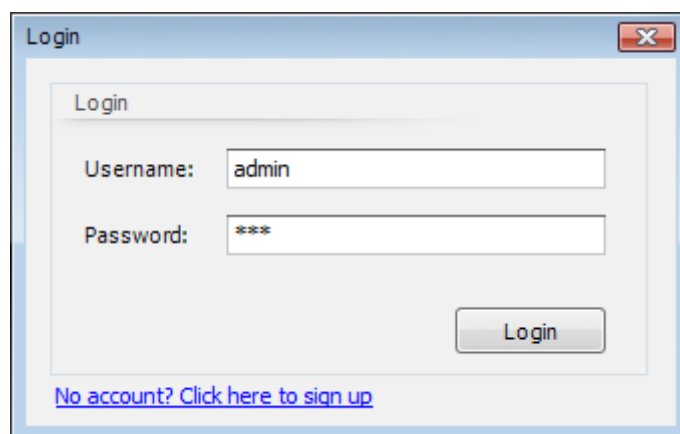 Login
Login
Username: admin
Password: ***
Login
No account? Click here to sign up